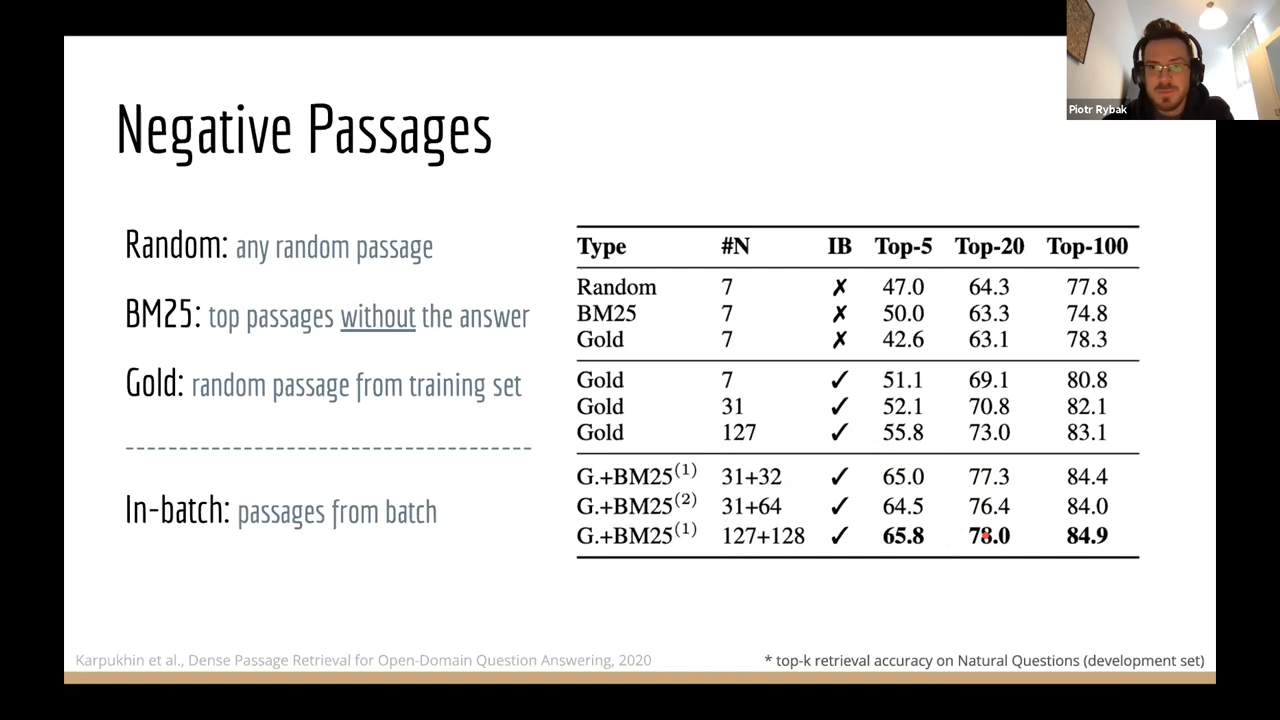 Piotr Rybak
Negative Passages
Random: any random passage
BM25: top passages without the answer
Gold: random passage from training set
--------------------------------
In-batch: passages from batch
Type #N IB Top-5 Top-20 Top-100
Random 7 ✗ 47.0 64.3 77.8
BM25 7 ✗ 50.0 63.3 74.8
Gold 7 ✗ 42.6 63.1 78.3
Gold 7 ✓ 51.1 69.1 80.8
Gold 31 ✓ 52.1 70.8 82.1
Gold 127 ✓ 55.8 73.0 83.1
G.+BM25(1) 31+32 ✓ 65.0 77.3 84.4
G.+BM25(2) 31+64 ✓ 64.5 76.4 84.0
G.+BM25(1) 127+128 ✓ 65.8 78.0 84.9
Karpukhin et al., Dense Passage Retrieval for Open-Domain Question Answering, 2020
* top-k retrieval accuracy on Natural Questions (development set)